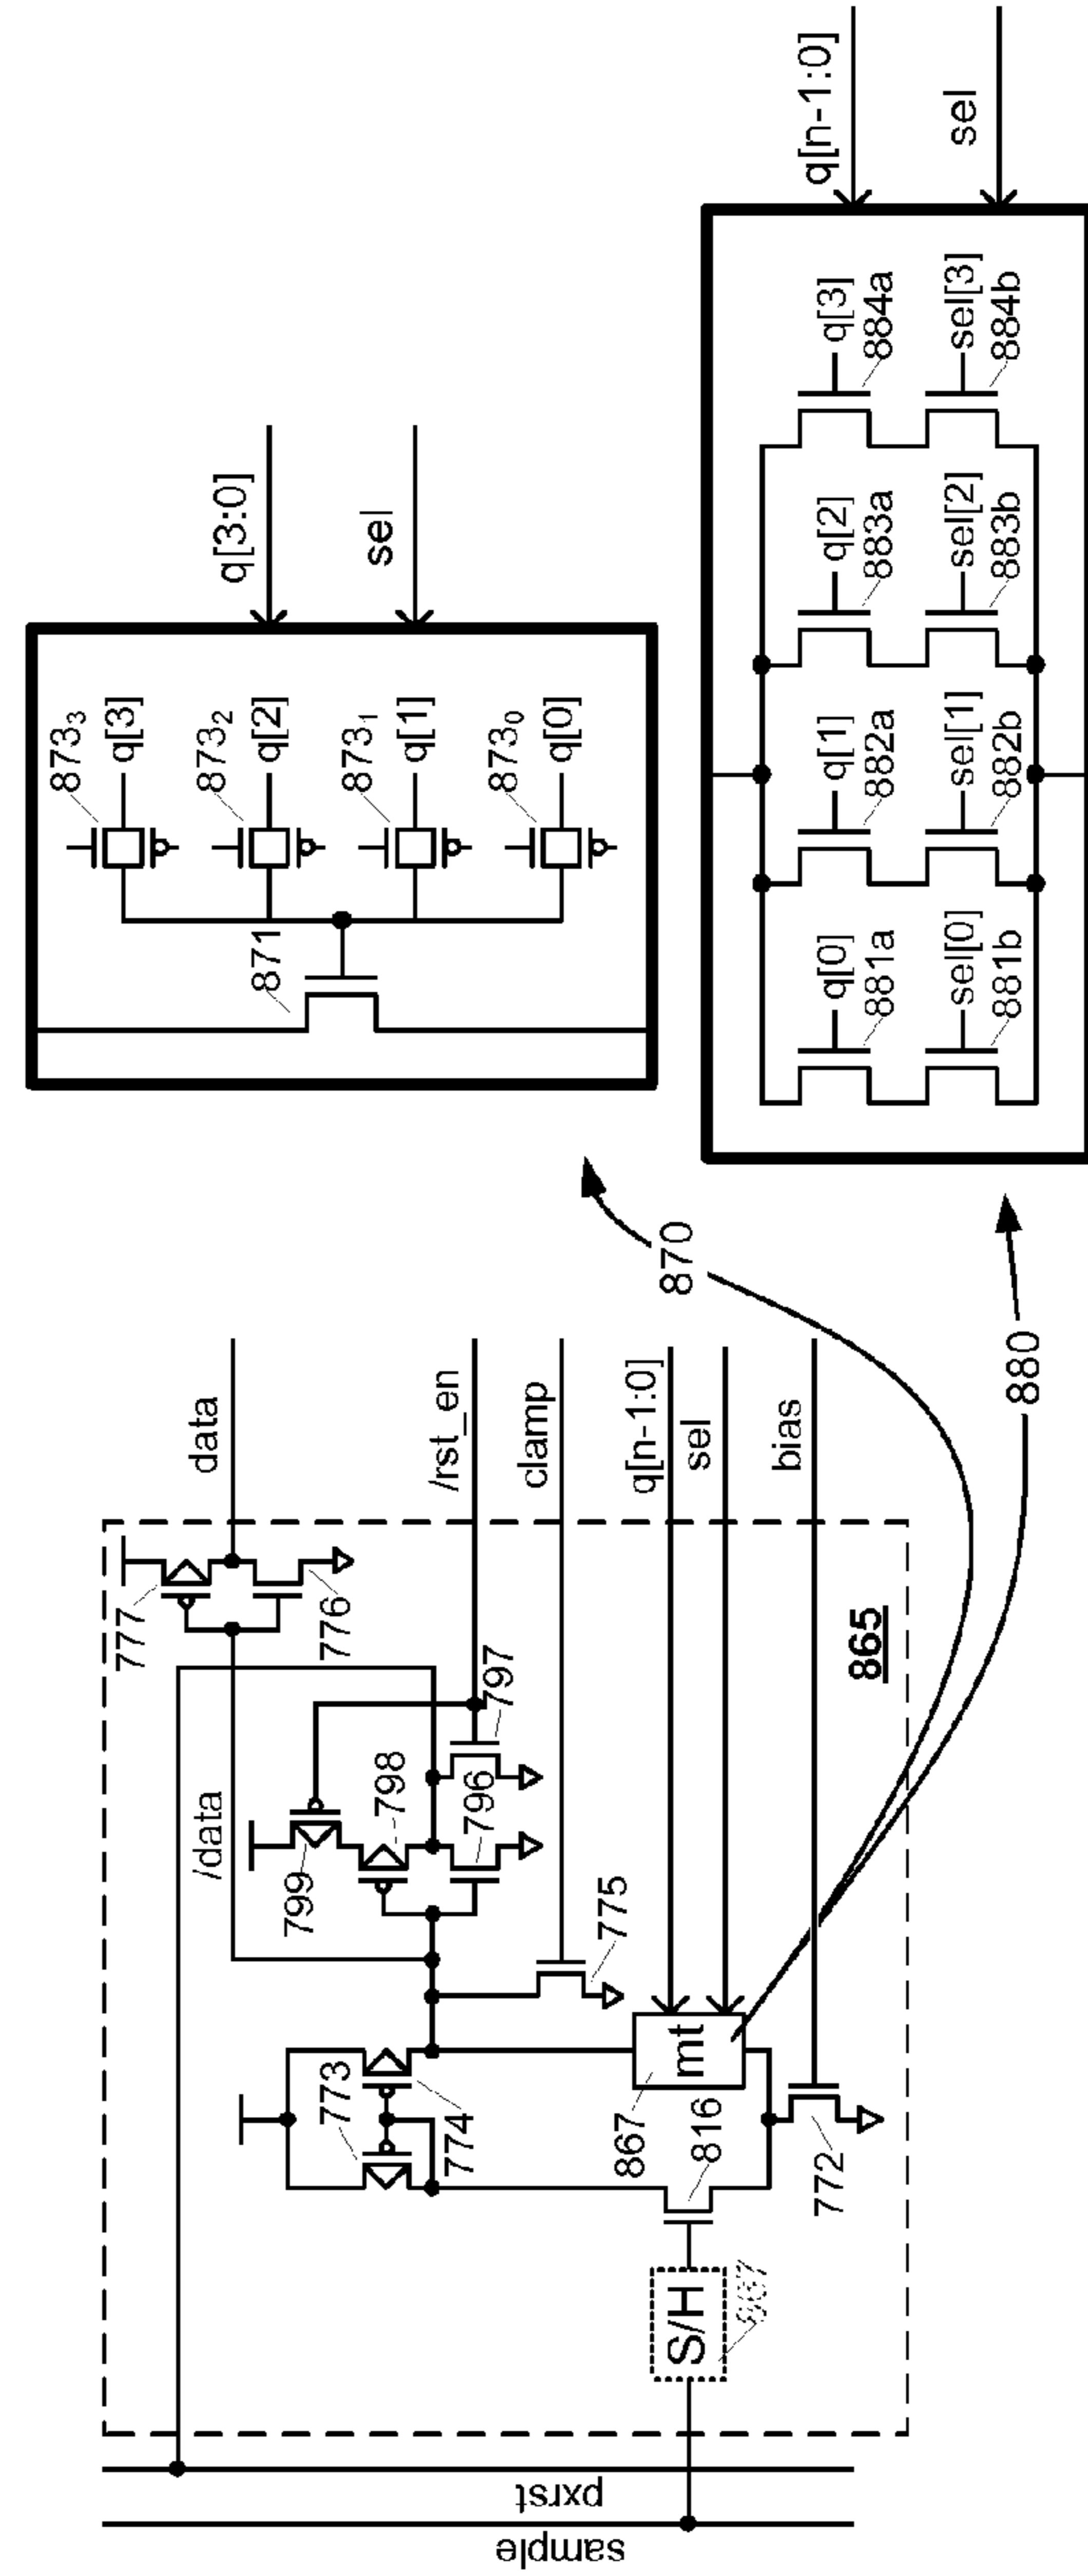 sample
pxrst
S/H
867
816
772
mt
867
773
774
775
799
798
796
797
777
776
/data
865
data
/rst_en
clamp
q[n-1:0]
sel
bias
870
880
871
873₃
q[3]
873₂
q[2]
873₁
q[1]
873₀
q[0]
q[3:0]
sel
q[0]
881a
sel[0]
881b
q[1]
882a
sel[1]
882b
q[2]
883a
sel[2]
883b
q[3]
884a
sel[3]
884b
q[n-1:0]
sel